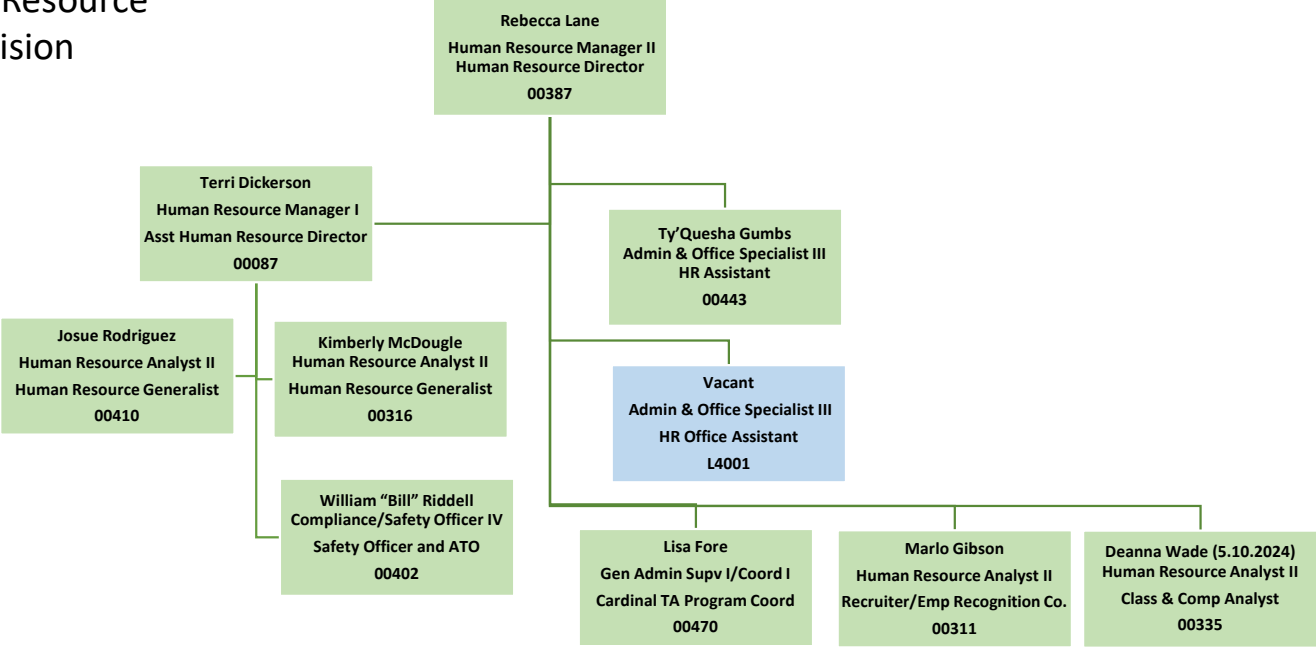 Resource
ision
Rebecca Lane
Human Resource Manager II
Human Resource Director
00387
Terri Dickerson
Human Resource Manager I
Asst Human Resource Director
00087
Ty’Quesha Gumbs
Admin & Office Specialist III
HR Assistant
00443
Josue Rodriguez
Human Resource Analyst II
Human Resource Generalist
00410
Kimberly McDougle
Human Resource Analyst II
Human Resource Generalist
00316
Vacant
Admin & Office Specialist III
HR Office Assistant
L4001
William “Bill” Riddell
Compliance/Safety Officer IV
Safety Officer and ATO
00402
Lisa Fore
Gen Admin Supv I/Coord I
Cardinal TA Program Coord
00470
Marlo Gibson
Human Resource Analyst II
Recruiter/Emp Recognition Co.
00311
Deanna Wade (5.10.2024)
Human Resource Analyst II
Class & Comp Analyst
00335